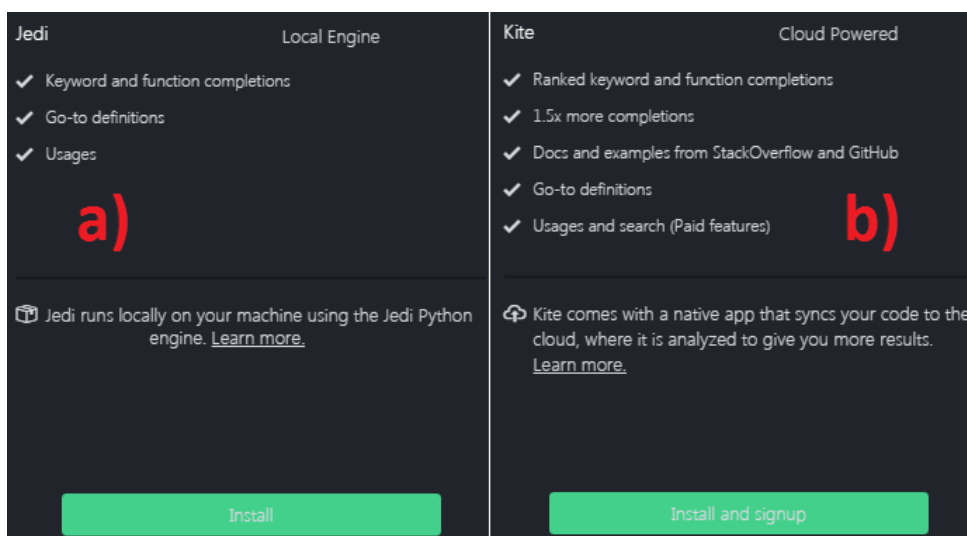 Jedi
Local Engine
Keyword and function completions
Go-to definitions
Usages
a)
Jedi runs locally on your machine using the Jedi Python
engine. Learn more.
Install
Kite
Cloud Powered
Ranked keyword and function completions
1.5x more completions
Docs and examples from StackOverflow and GitHub
Go-to definitions
Usages and search (Paid features)
b)
Kite comes with a native app that syncs your code to the
cloud, where it is analyzed to give you more results.
Learn more.
Install and signup